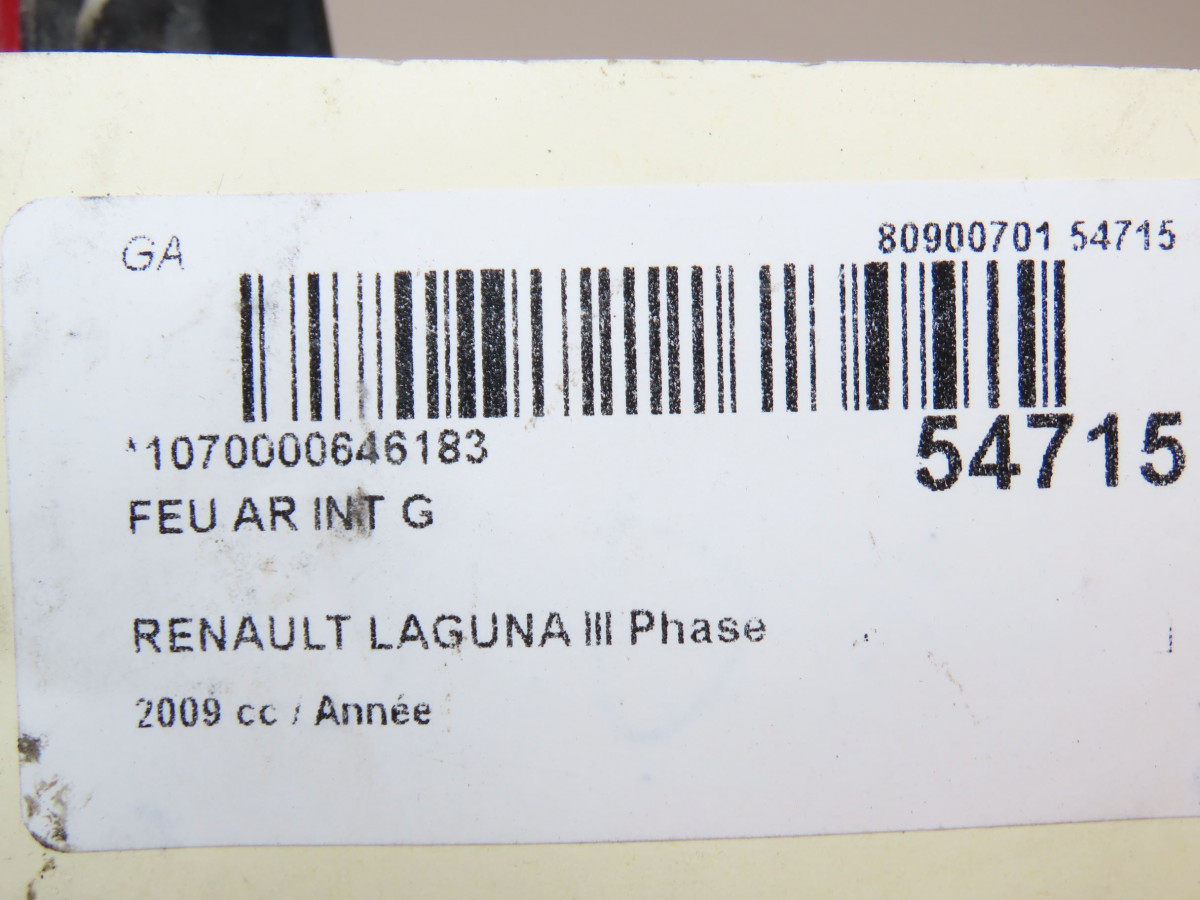 GA
80900701 54715
*1070000646183
54715
FEU AR INT G
RENAULT LAGUNA III Phase
2009 cc / Année